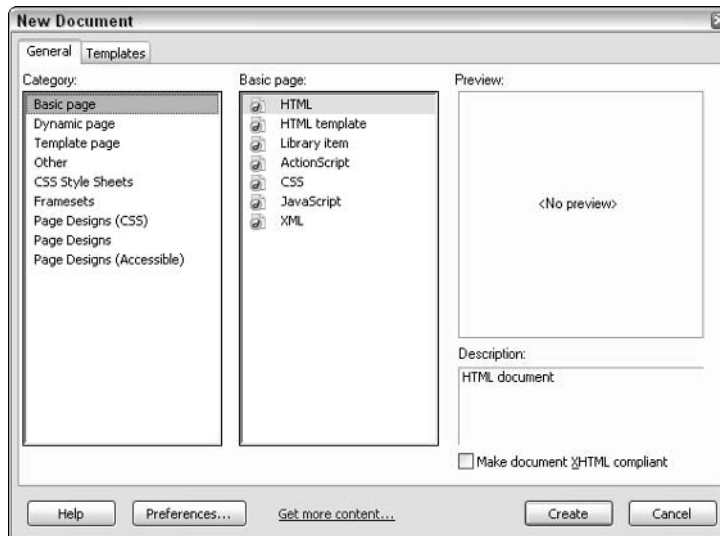 New Document
General
Templates
Category:
Basic page
Dynamic page
Template page
Other
CSS Style Sheets
Framesets
Page Designs (CSS)
Page Designs
Page Designs (Accessible)
Basic page:
HTML
HTML template
Library item
ActionScript
CSS
JavaScript
XML
Preview:
<No preview>
Description:
HTML document
Make document XHTML compliant
Help
Preferences...
Get more content...
Create
Cancel